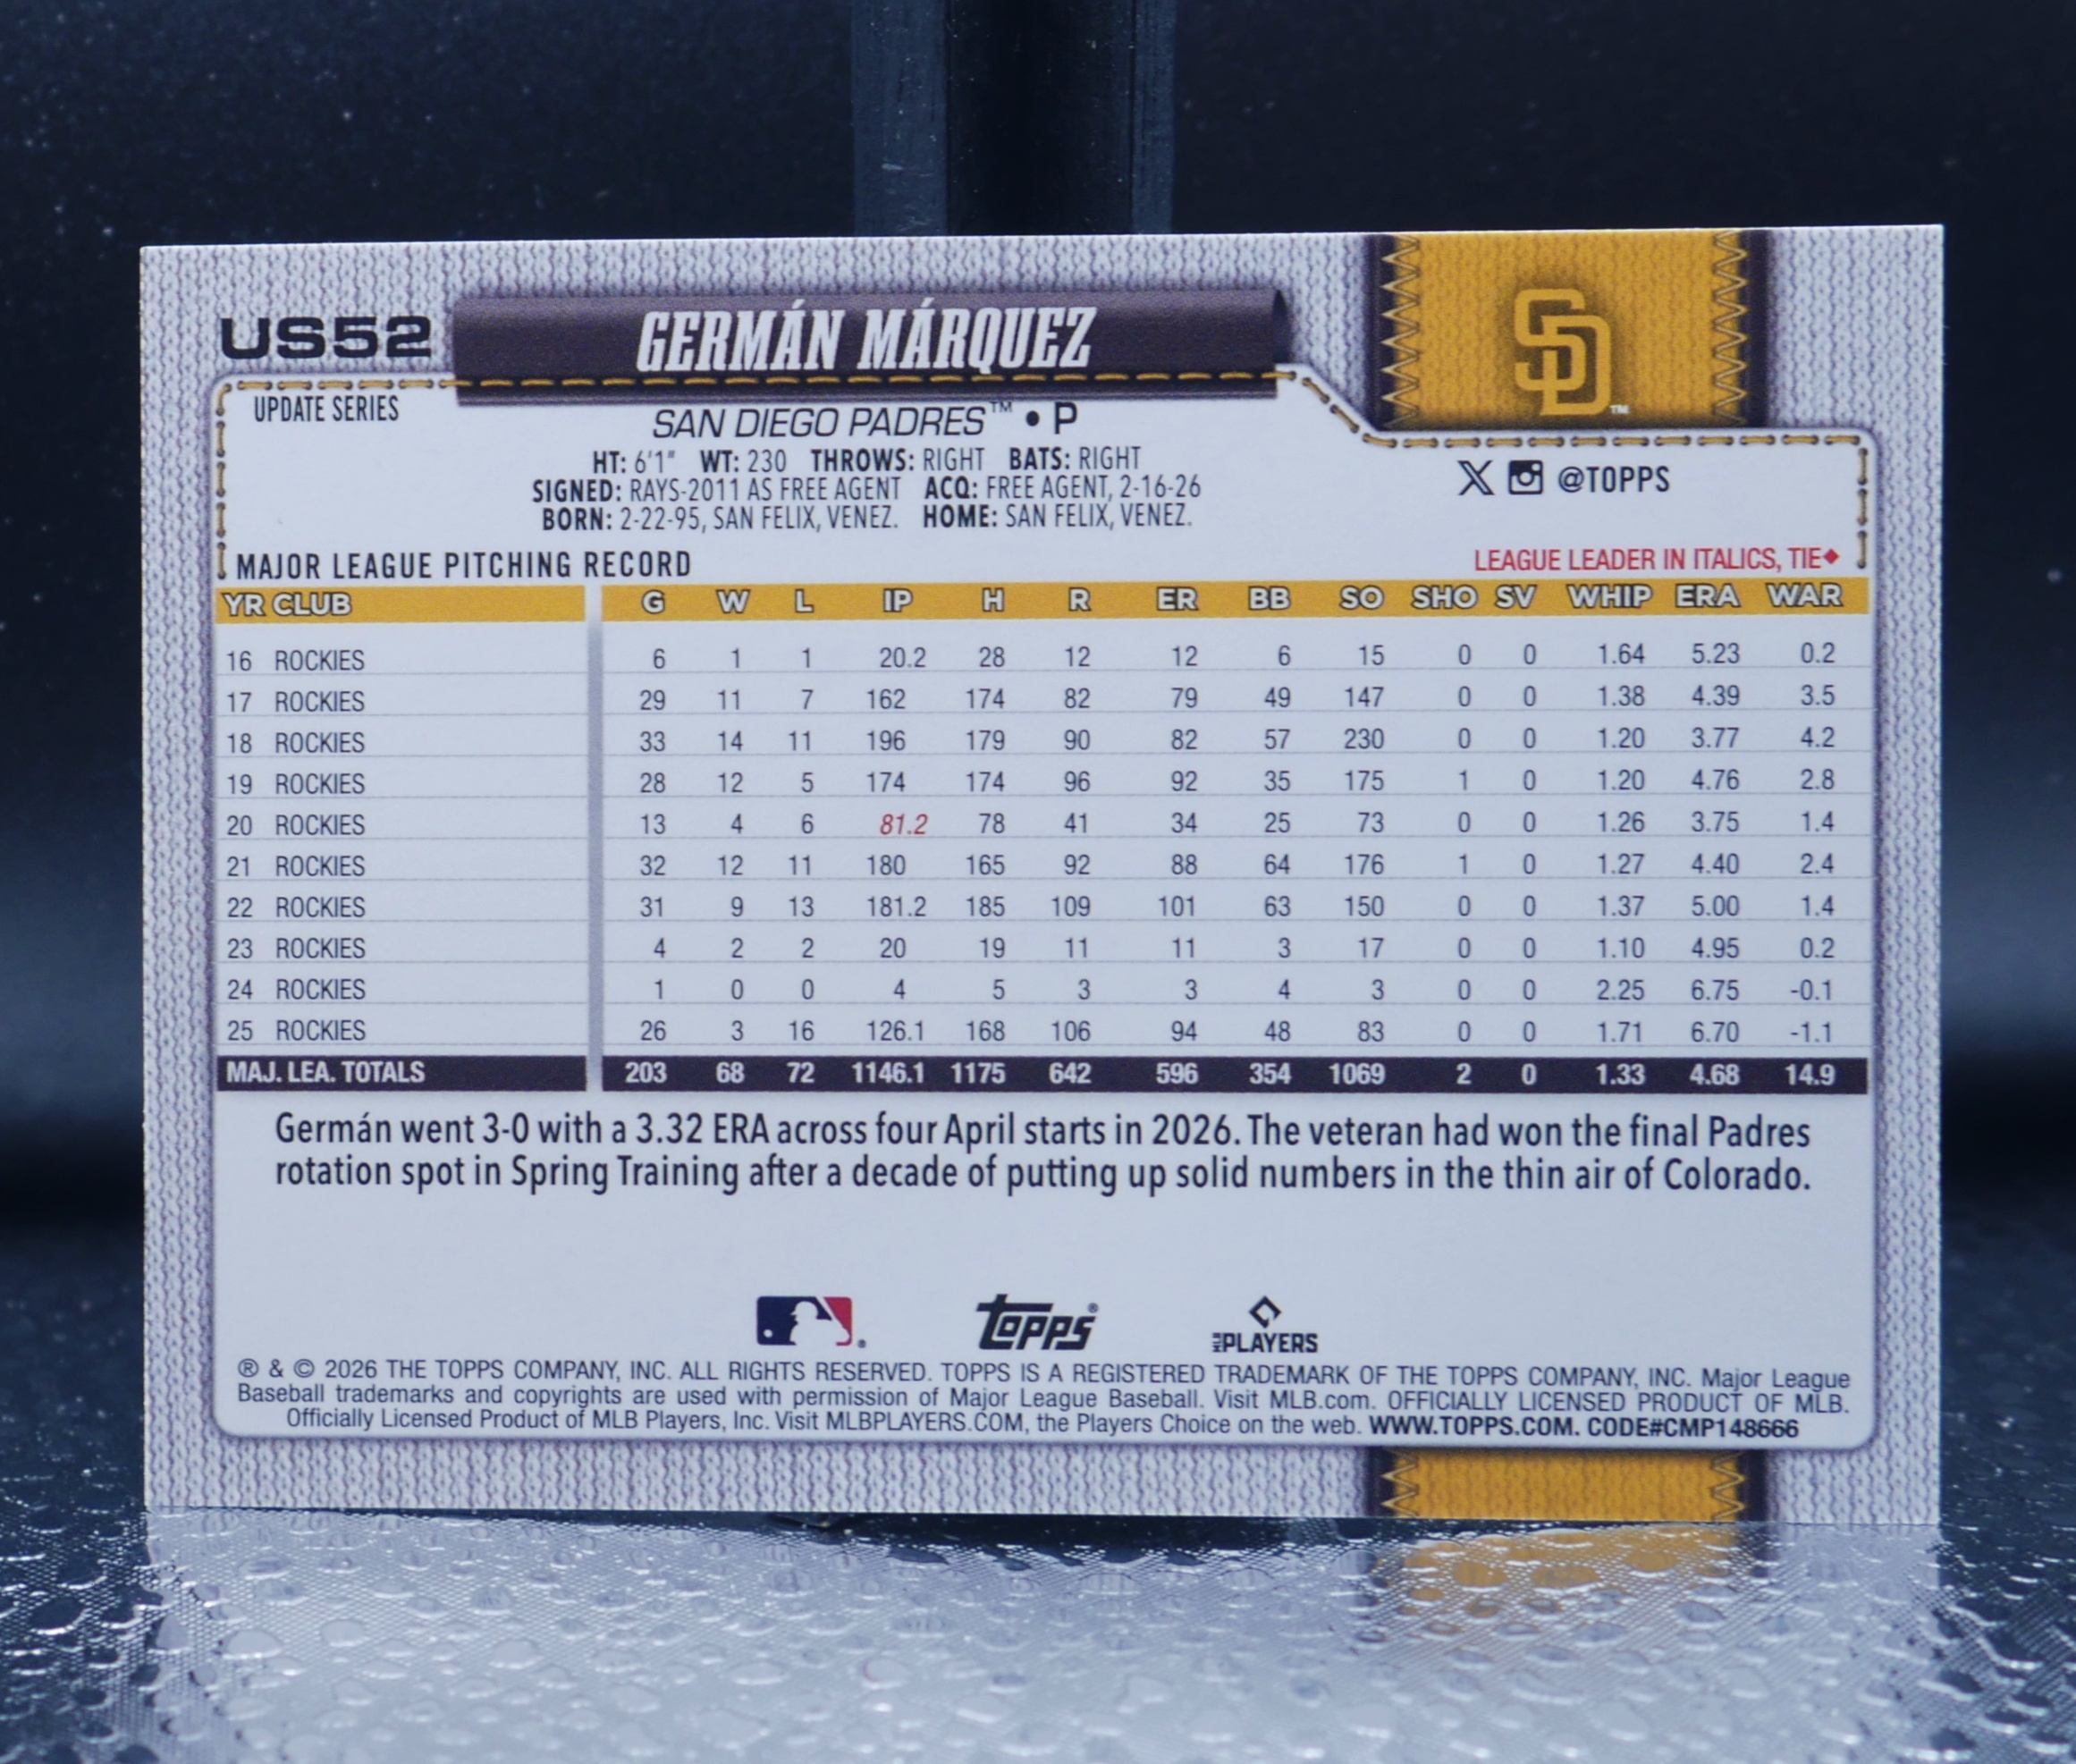 US52 GERMÁN MÁRQUEZ SD™
UPDATE SERIES
SAN DIEGO PADRES™ • P
HT: 6'1" WT: 230 THROWS: RIGHT BATS: RIGHT
SIGNED: RAYS-2011 AS FREE AGENT ACQ: FREE AGENT, 2-16-26
BORN: 2-22-95, SAN FELIX, VENEZ. HOME: SAN FELIX, VENEZ.
@TOPPS
MAJOR LEAGUE PITCHING RECORD LEAGUE LEADER IN ITALICS, TIE◆
YR CLUB G W L IP H R ER BB SO SHO SV WHIP ERA WAR
16 ROCKIES 6 1 1 20.2 28 12 12 6 15 0 0 1.64 5.23 0.2
17 ROCKIES 29 11 7 162 174 82 79 49 147 0 0 1.38 4.39 3.5
18 ROCKIES 33 14 11 196 179 90 82 57 230 0 0 1.20 3.77 4.2
19 ROCKIES 28 12 5 174 174 96 92 35 175 1 0 1.20 4.76 2.8
20 ROCKIES 13 4 6 81.2 78 41 34 25 73 0 0 1.26 3.75 1.4
21 ROCKIES 32 12 11 180 165 92 88 64 176 1 0 1.27 4.40 2.4
22 ROCKIES 31 9 13 181.2 185 109 101 63 150 0 0 1.37 5.00 1.4
23 ROCKIES 4 2 2 20 19 11 11 3 17 0 0 1.10 4.95 0.2
24 ROCKIES 1 0 0 4 5 3 3 4 3 0 0 2.25 6.75 -0.1
25 ROCKIES 26 3 16 126.1 168 106 94 48 83 0 0 1.71 6.70 -1.1
MAJ. LEA. TOTALS 203 68 72 1146.1 1175 642 596 354 1069 2 0 1.33 4.68 14.9
Germán went 3-0 with a 3.32 ERA across four April starts in 2026. The veteran had won the final Padres
rotation spot in Spring Training after a decade of putting up solid numbers in the thin air of Colorado.
® topps® MLB PLAYERS
® & © 2026 THE TOPPS COMPANY, INC. ALL RIGHTS RESERVED. TOPPS IS A REGISTERED TRADEMARK OF THE TOPPS COMPANY, INC. Major League
Baseball trademarks and copyrights are used with permission of Major League Baseball. Visit MLB.com. OFFICIALLY LICENSED PRODUCT OF MLB.
Officially Licensed Product of MLB Players, Inc. Visit MLBPLAYERS.COM, the Players Choice on the web. WWW.TOPPS.COM. CODE#CMP148666